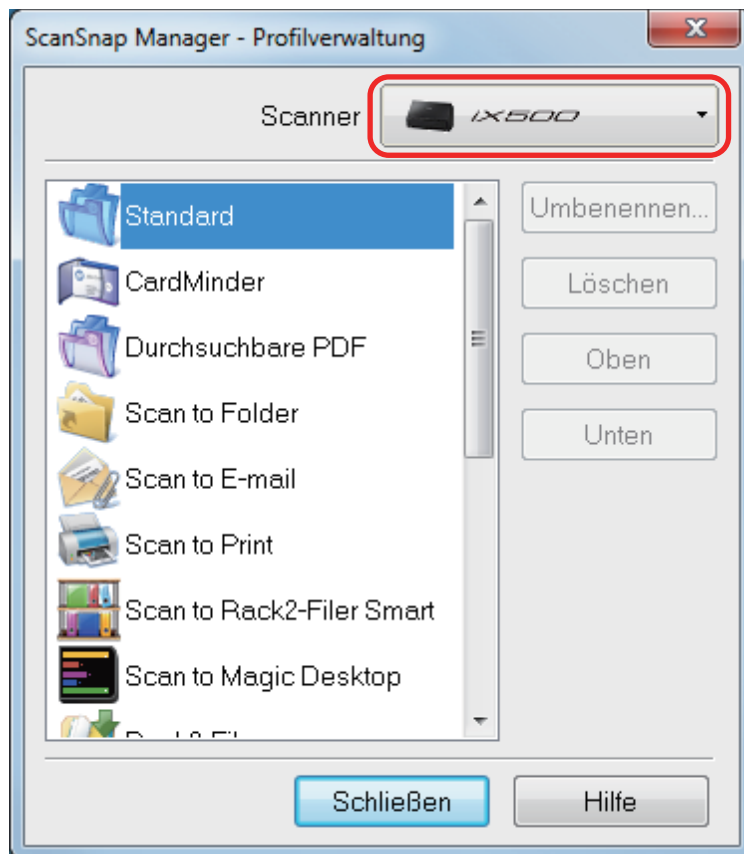 ScanSnap Manager - Profilverwaltung
Scanner iX500
Standard
CardMinder
Durchsuchbare PDF
Scan to Folder
Scan to E-mail
Scan to Print
Scan to Rack2-Filer Smart
Scan to Magic Desktop
Umbenennen...
Löschen
Oben
Unten
Schließen
Hilfe